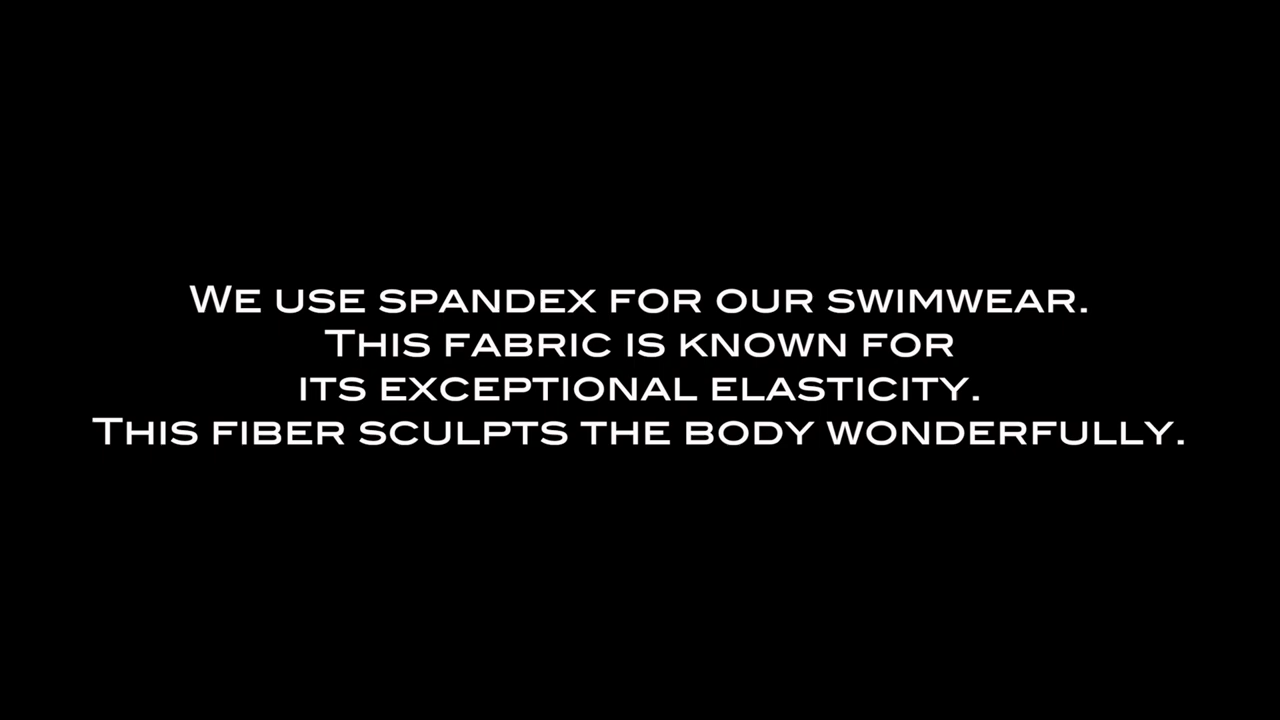 We use spandex for our swimwear.
This fabric is known for
its exceptional elasticity.
This fiber sculpts the body wonderfully.